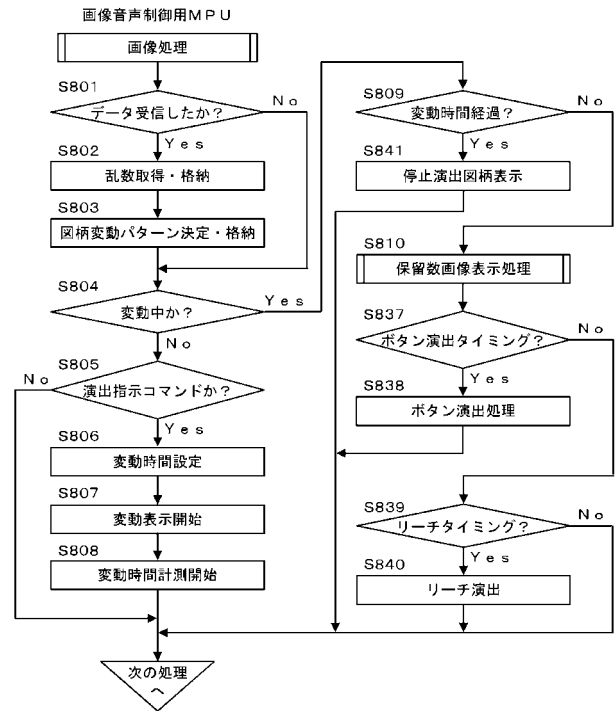 画像音声制御用MPU
画像処理
S801
データ受信したか?
No
Yes
S802
乱数取得・格納
S803
図柄変動パターン決定・格納
S804
変動中か?
Yes
No
S805
演出指示コマンドか?
No
Yes
S806
変動時間設定
S807
変動表示開始
S808
変動時間計測開始
次の処理
へ
S809
変動時間経過?
No
Yes
S841
停止演出図柄表示
S810
保留数画像表示処理
S837
ボタン演出タイミング?
No
Yes
S838
ボタン演出処理
S839
リーチタイミング?
No
Yes
S840
リーチ演出